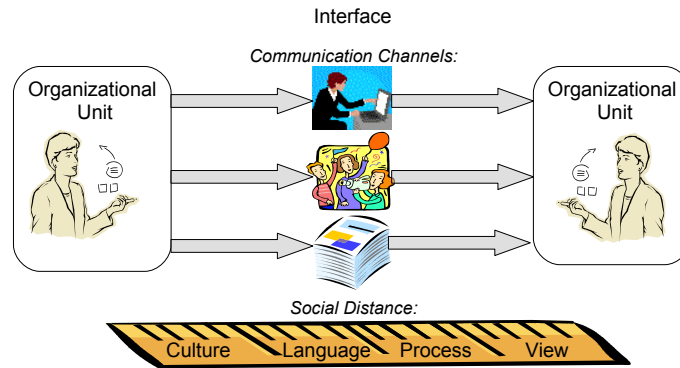 Interface
Communication Channels:
Organizational
Unit
Organizational
Unit
Social Distance:
Culture Language Process View